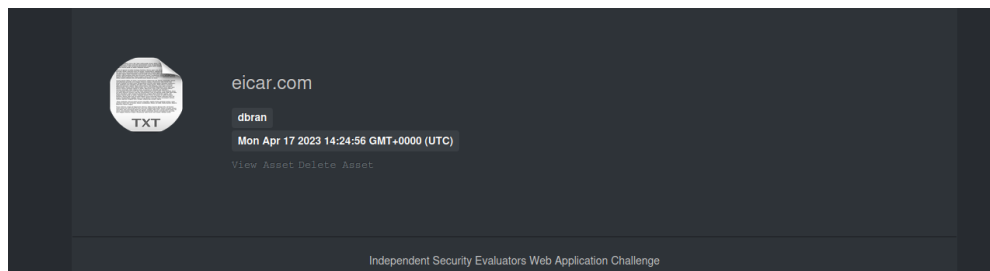 TXT
eicar.com
dbran
Mon Apr 17 2023 14:24:56 GMT+0000 (UTC)
View Asset Delete Asset
Independent Security Evaluators Web Application Challenge